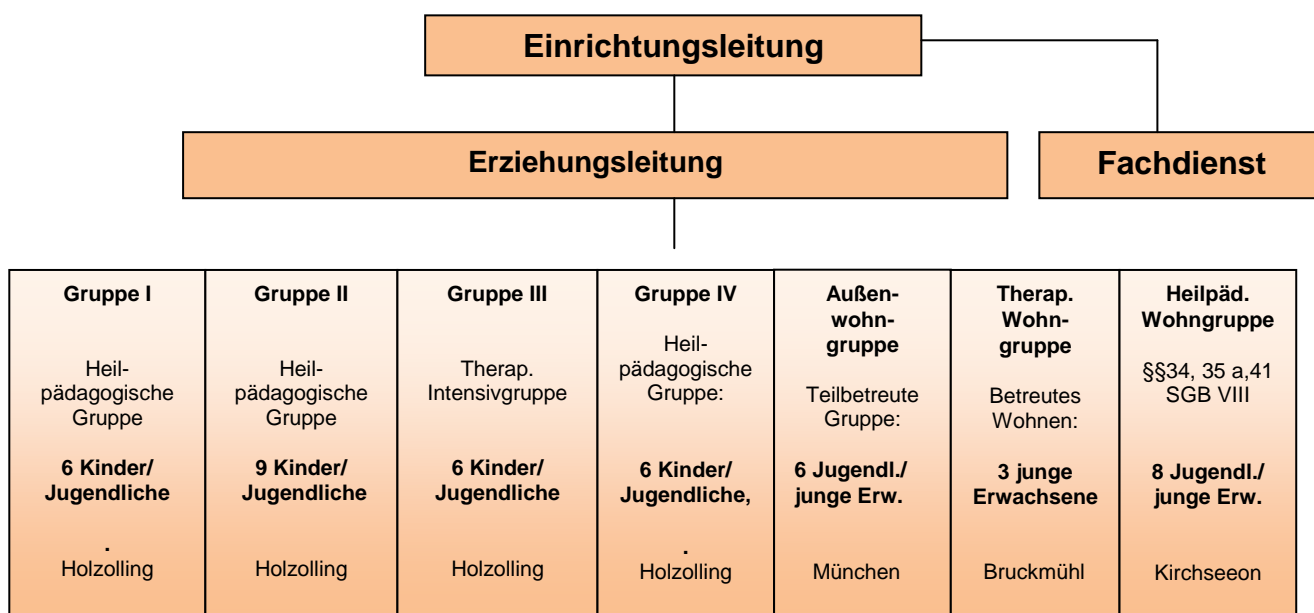 Einrichtungsleitung
Erziehungsleitung
Fachdienst
Gruppe I
Heil-
pädagogische
Gruppe
6 Kinder/
Jugendliche
.
Holzolling
Gruppe II
Heil-
pädagogische
Gruppe
9 Kinder/
Jugendliche
Holzolling
Gruppe III
Therap.
Intensivgruppe
6 Kinder/
Jugendliche
Holzolling
Gruppe IV
Heil-
pädagogische
Gruppe:
6 Kinder/
Jugendliche,
.
Holzolling
Außen-
wohn-
gruppe
Teilbetreute
Gruppe:
6 Jugendl./
junge Erw.
München
Therap.
Wohn-
gruppe
Betreutes
Wohnen:
3 junge
Erwachsene
Bruckmühl
Heilpäd.
Wohngruppe
§§34, 35 a,41
SGB VIII
8 Jugendl./
junge Erw.
Kirchseeon